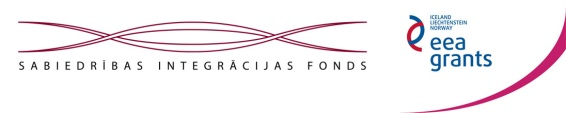 SABIEDRĪBAS INTEGRĀCIJAS FONDS
ICELAND
LIECHTENSTEIN
NORWAY
eea
grants